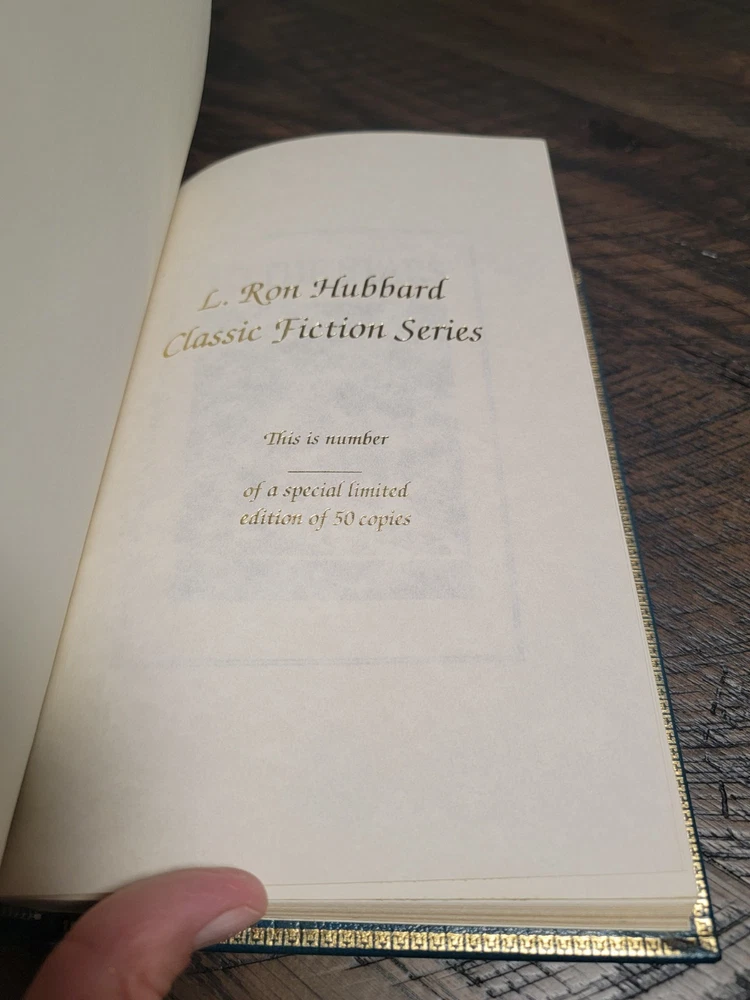 L. Ron Hubbard
Classic Fiction Series
This is number
of a special limited
edition of 50 copies